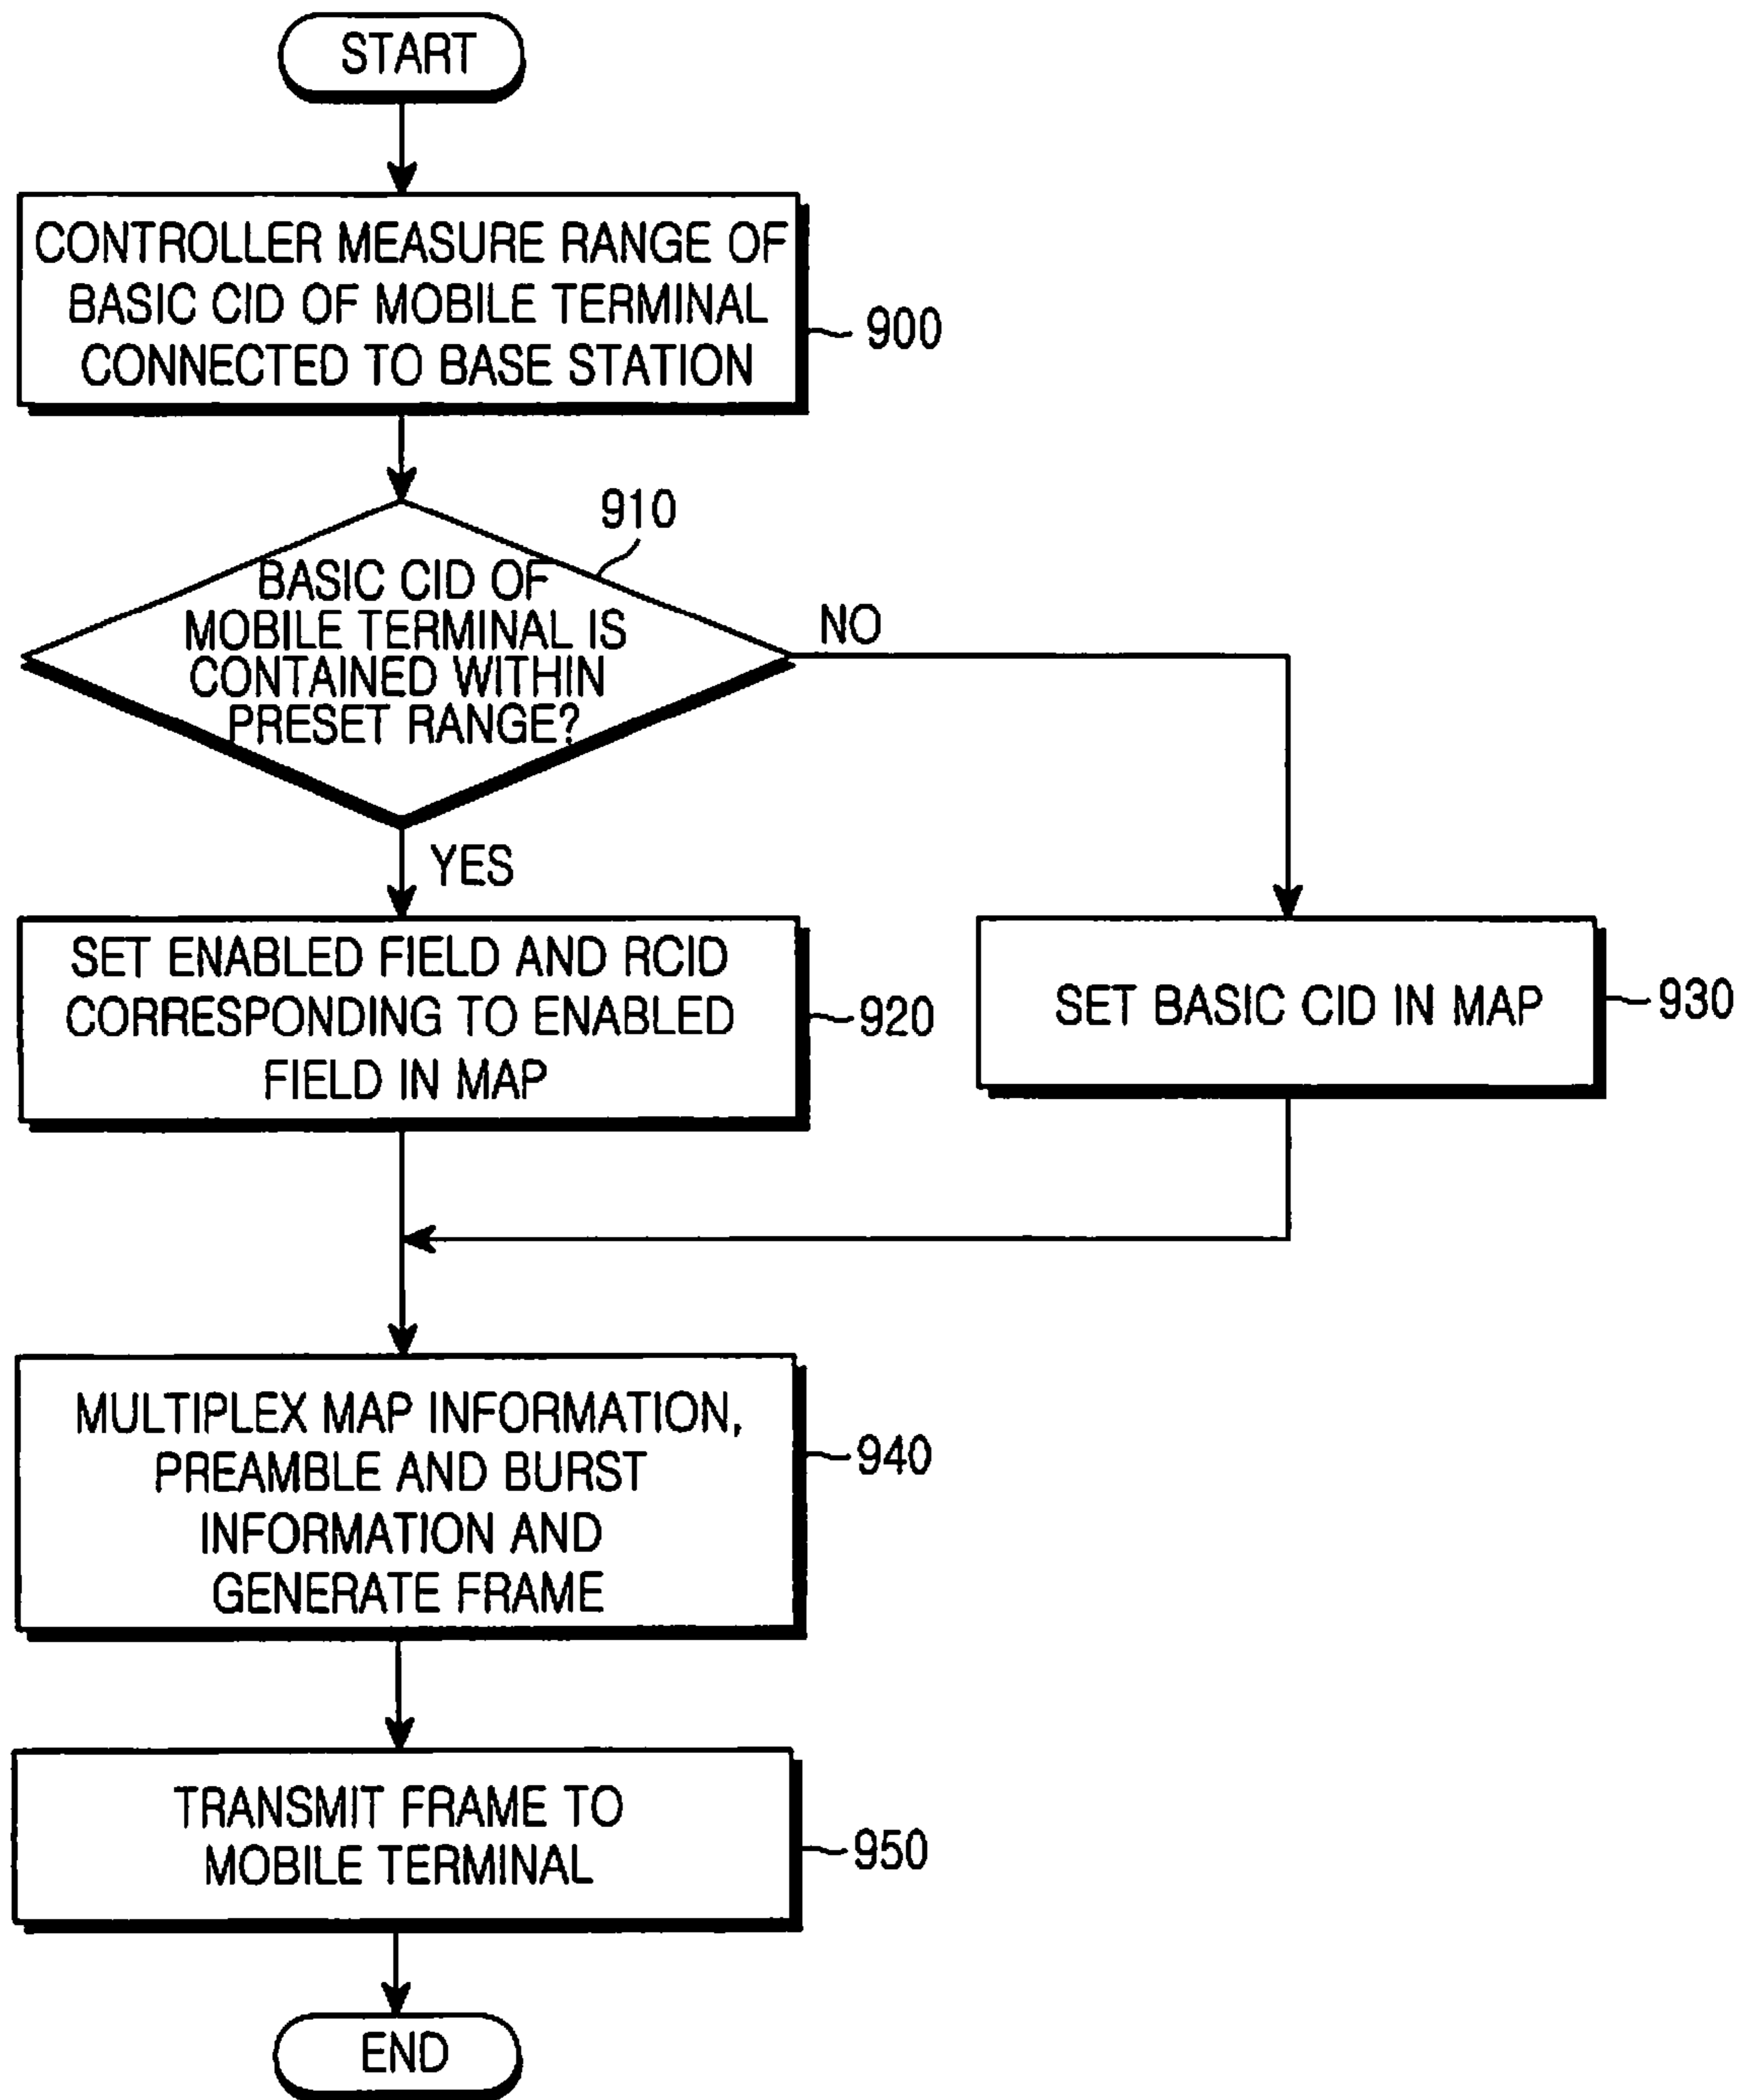 START
CONTROLLER MEASURE RANGE OF
BASIC CID OF MOBILE TERMINAL
CONNECTED TO BASE STATION
900
910
BASIC CID OF
MOBILE TERMINAL IS
CONTAINED WITHIN
PRESET RANGE?
NO
YES
SET ENABLED FIELD AND RCID
CORRESPONDING TO ENABLED
FIELD IN MAP
920
SET BASIC CID IN MAP
930
MULTIPLEX MAP INFORMATION,
PREAMBLE AND BURST
INFORMATION AND
GENERATE FRAME
940
TRANSMIT FRAME TO
MOBILE TERMINAL
950
END